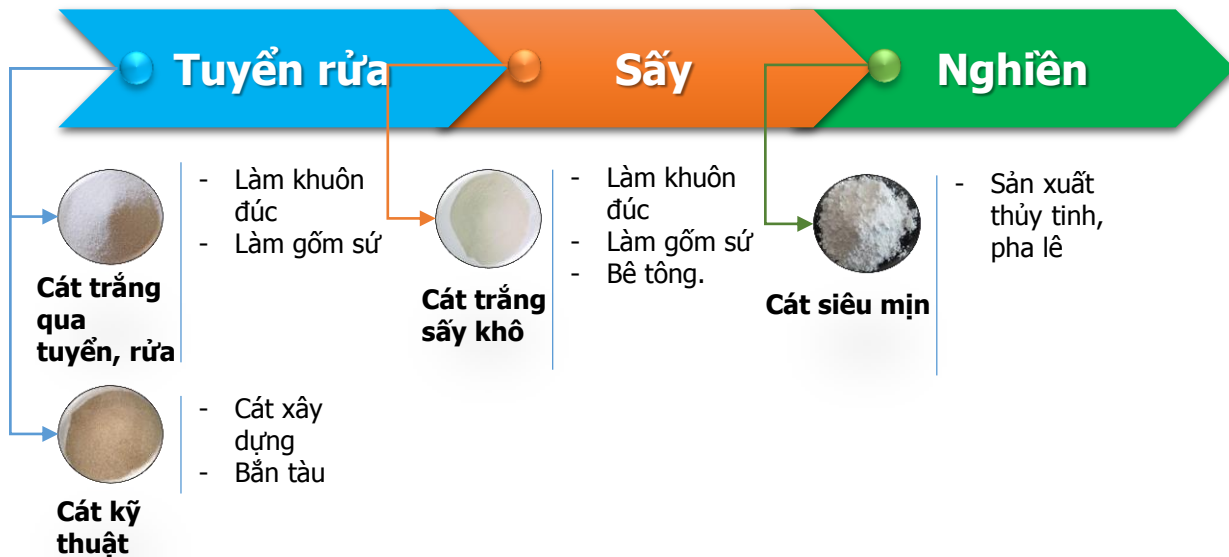 Tuyển rửa
Sấy
Nghiền
- Làm khuôn
đúc
- Làm gốm sứ
Cát trắng
qua
tuyển, rửa
- Cát xây
dựng
- Bắn tàu
Cát kỹ
thuật
- Làm khuôn
đúc
- Làm gốm sứ
- Bê tông.
Cát trắng
sấy khô
- Sản xuất
thủy tinh,
pha lê
Cát siêu mịn